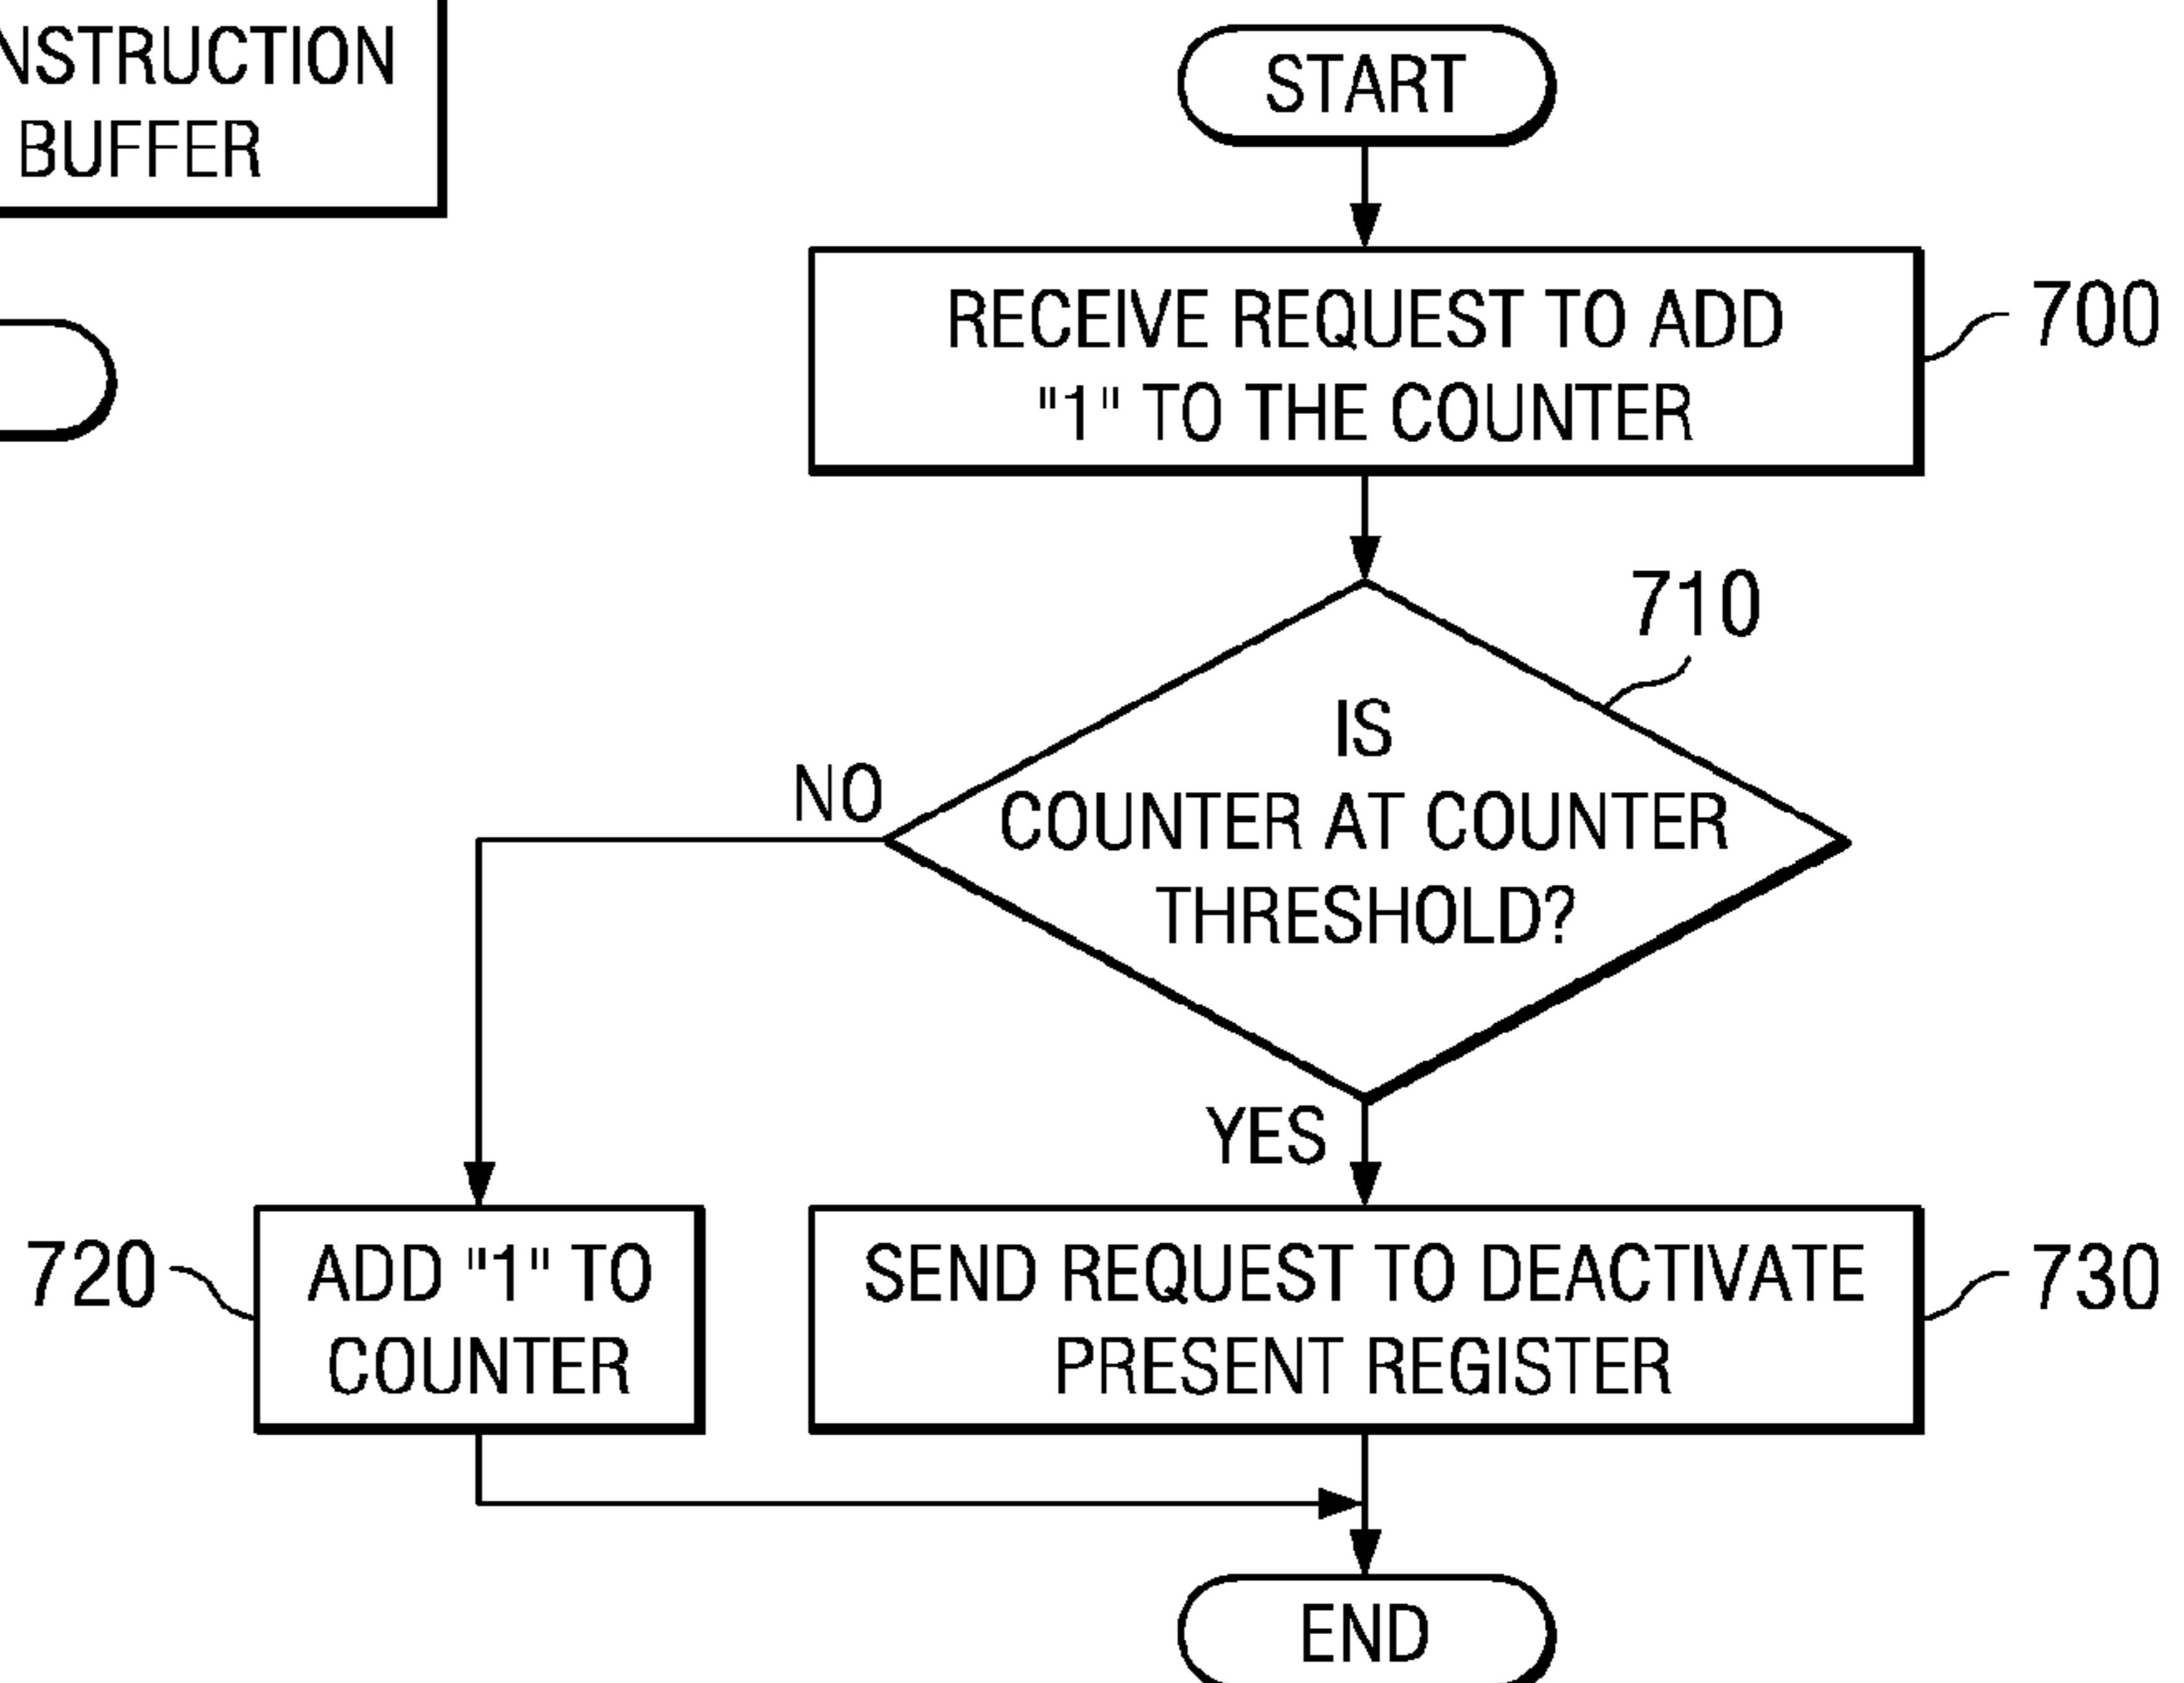 BUFFER
START
RECEIVE REQUEST TO ADD
"1" TO THE COUNTER
700
710
IS
COUNTER AT COUNTER
THRESHOLD?
NO
YES
720
ADD "1" TO
COUNTER
SEND REQUEST TO DEACTIVATE
PRESENT REGISTER
730
END